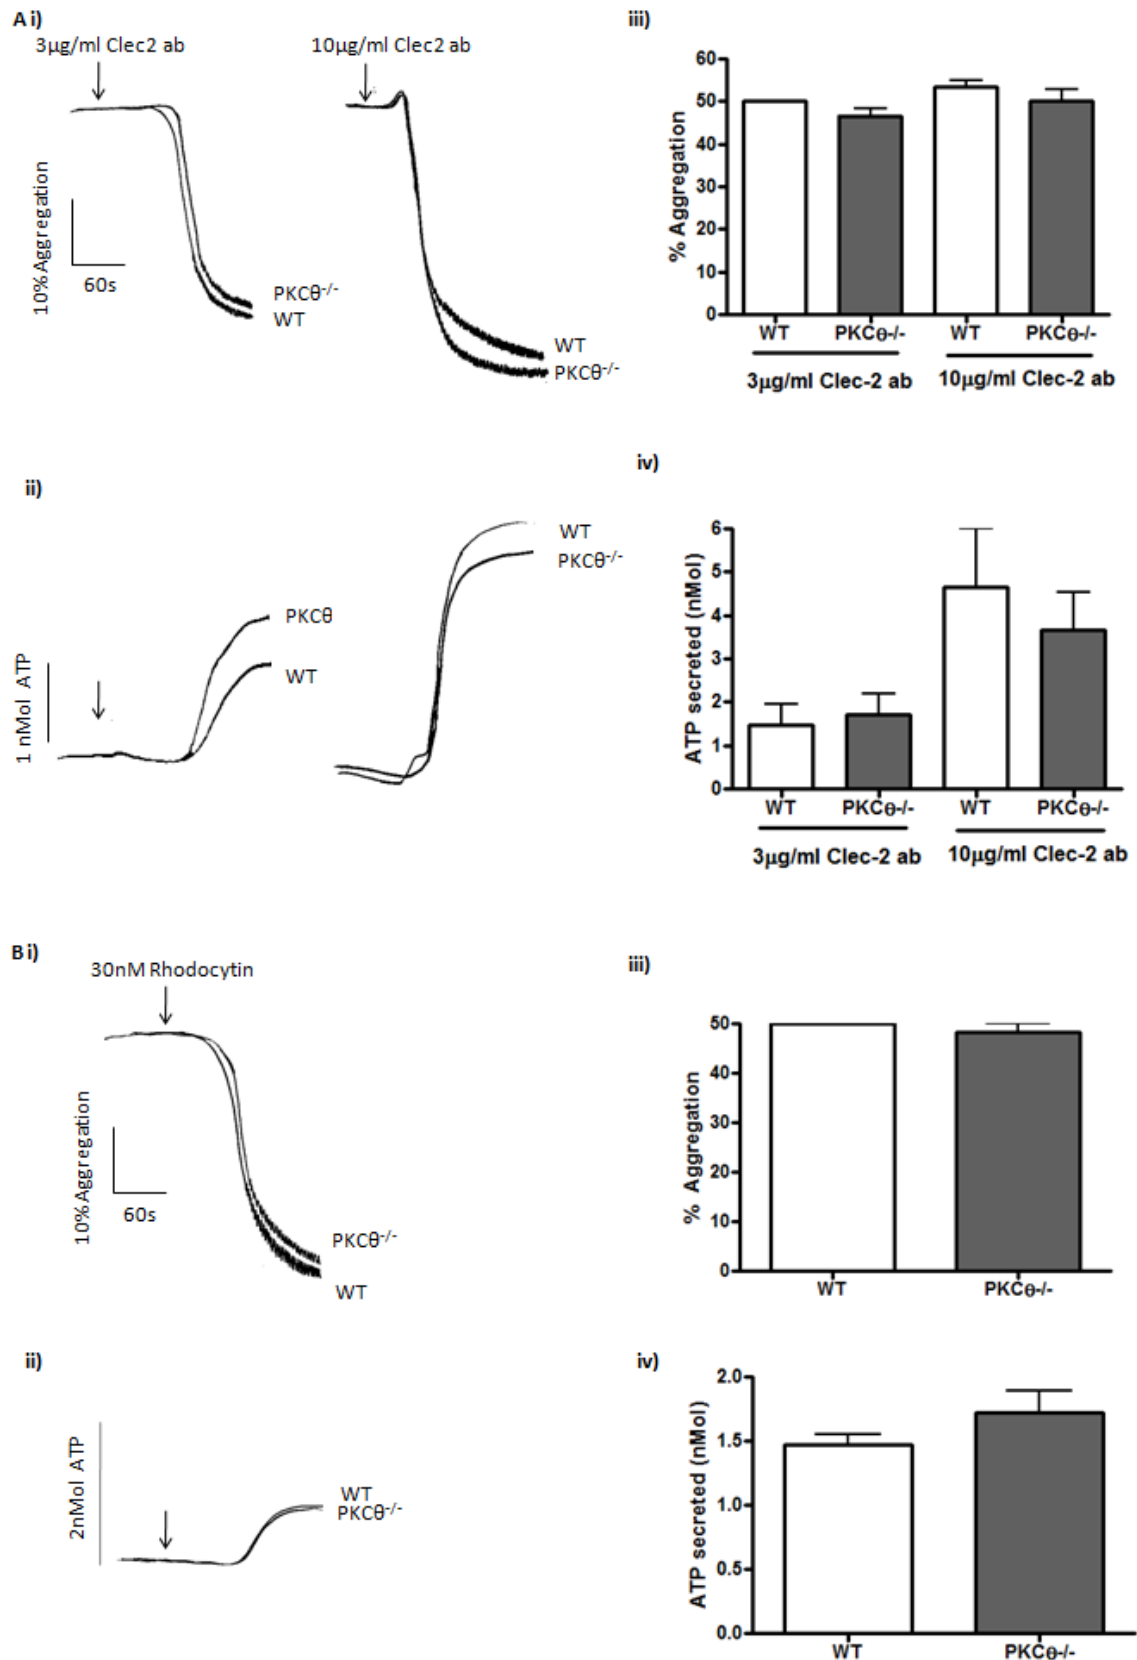 A i)
3µg/ml Clec2 ab
10µg/ml Clec2 ab
10% Aggregation
60s
PKCθ-/-
WT
WT
PKCθ-/-
iii)
60
50
40
30
20
10
0
% Aggregation
WT
PKCθ-/-
WT
PKCθ-/-
3µg/ml Clec-2 ab
10µg/ml Clec-2 ab
ii)
1 nMol ATP
PKCθ
WT
WT
PKCθ-/-
iv)
6
5
4
3
2
1
0
ATP secreted (nMol)
WT
PKCθ-/-
WT
PKCθ-/-
3µg/ml Clec-2 ab
10µg/ml Clec-2 ab
B i)
30nM Rhodocytin
10% Aggregation
60s
PKCθ-/-
WT
iii)
50
40
30
20
10
0
% Aggregation
WT
PKCθ-/-
ii)
2nMol ATP
WT
PKCθ-/-
iv)
2.0
1.5
1.0
0.5
0.0
ATP secreted (nMol)
WT
PKCθ-/-